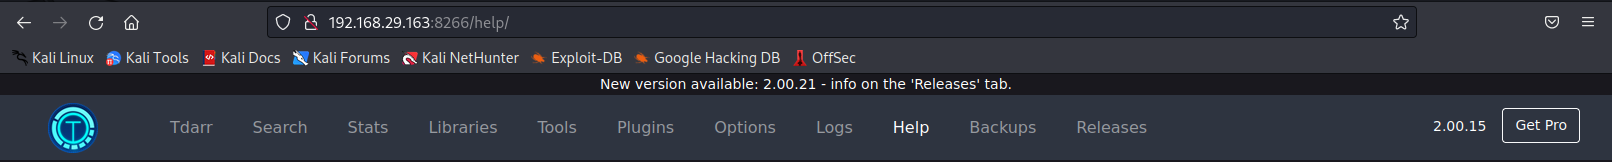 192.168.29.163:8266/help/
Kali Linux Kali Tools Kali Docs Kali Forums Kali NetHunter Exploit-DB Google Hacking DB OffSec
New version available: 2.00.21 - info on the 'Releases' tab.
T Tdarr Search Stats Libraries Tools Plugins Options Logs Help Backups Releases 2.00.15 Get Pro